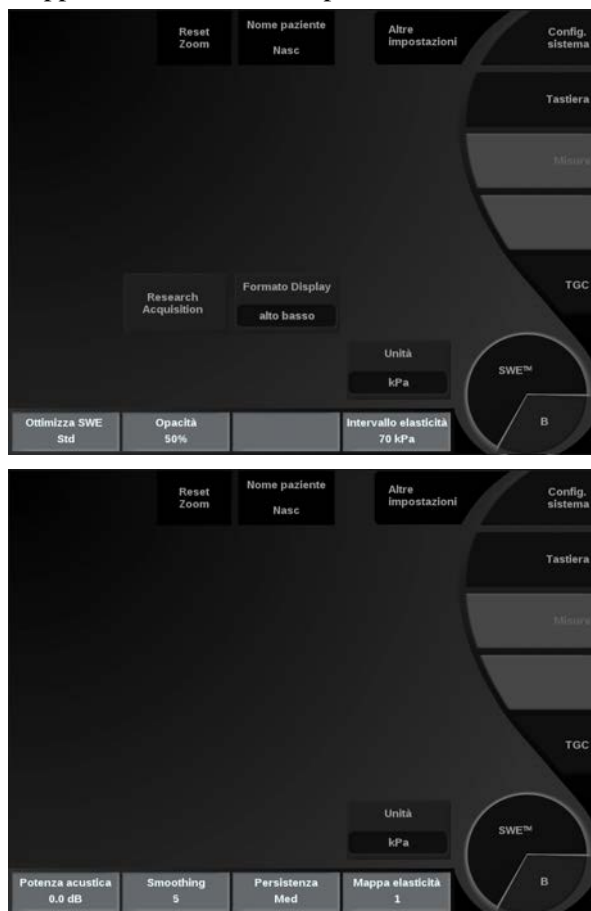 Reset
Zoom
Nome paziente
Nasc
Altre
impostazioni
Config.
sistema
Tastiera
Misure
Research
Acquisition
Formato Display
alto basso
TGC
Unità
kPa
SWE™
B
Ottimizza SWE
Std
Opacità
50%
Intervallo elasticità
70 kPa
Reset
Zoom
Nome paziente
Nasc
Altre
impostazioni
Config.
sistema
Tastiera
Misure
TGC
Unità
kPa
SWE™
B
Potenza acustica
0.0 dB
Smoothing
5
Persistenza
Med
Mappa elasticità
1